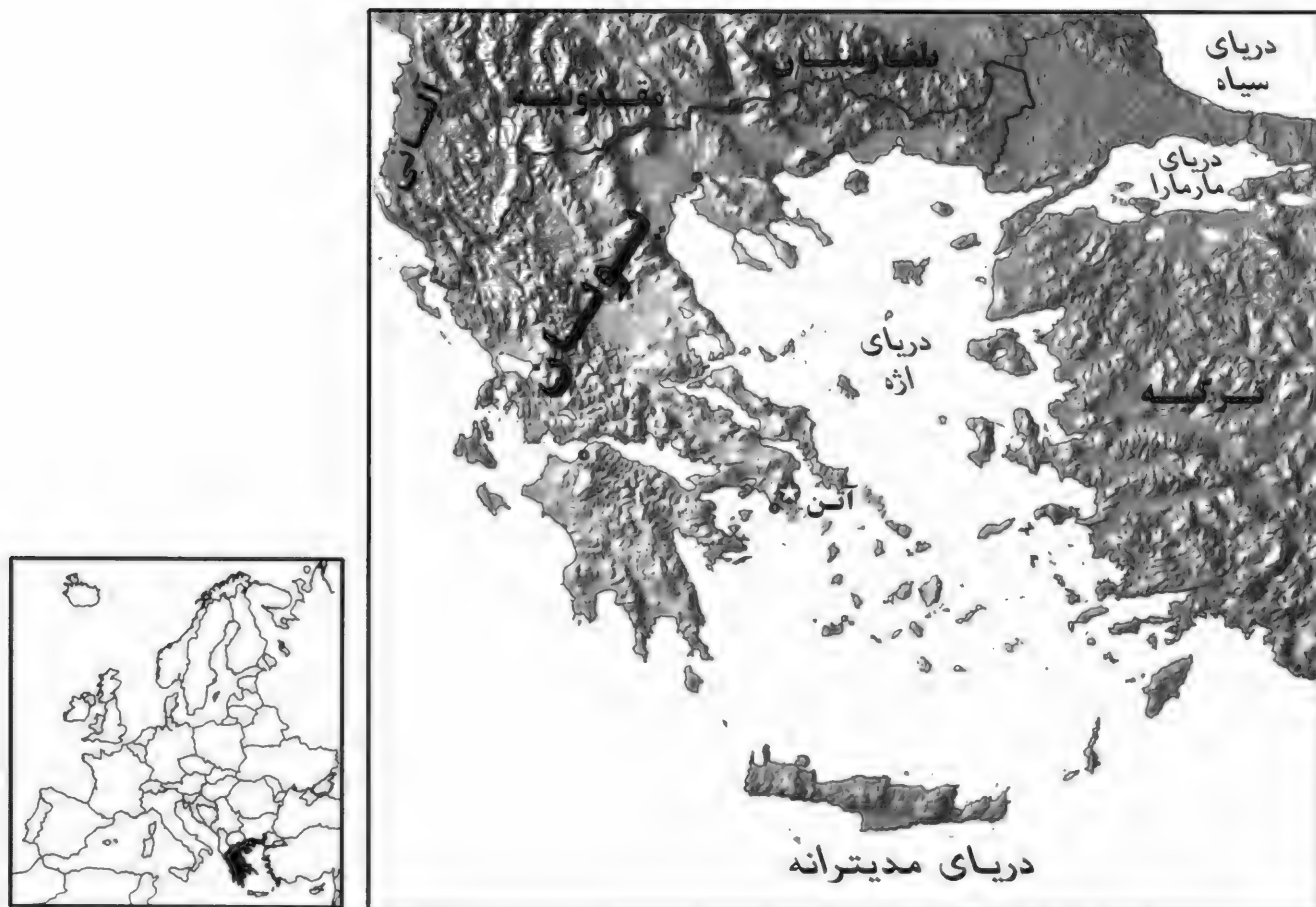 دریای
سیاه
بلغارستان
مقدونیه
آلبانی
دریای
مارمارا
یونان
دریای
اژه
ترکیه
آتن
دریای مدیترانه